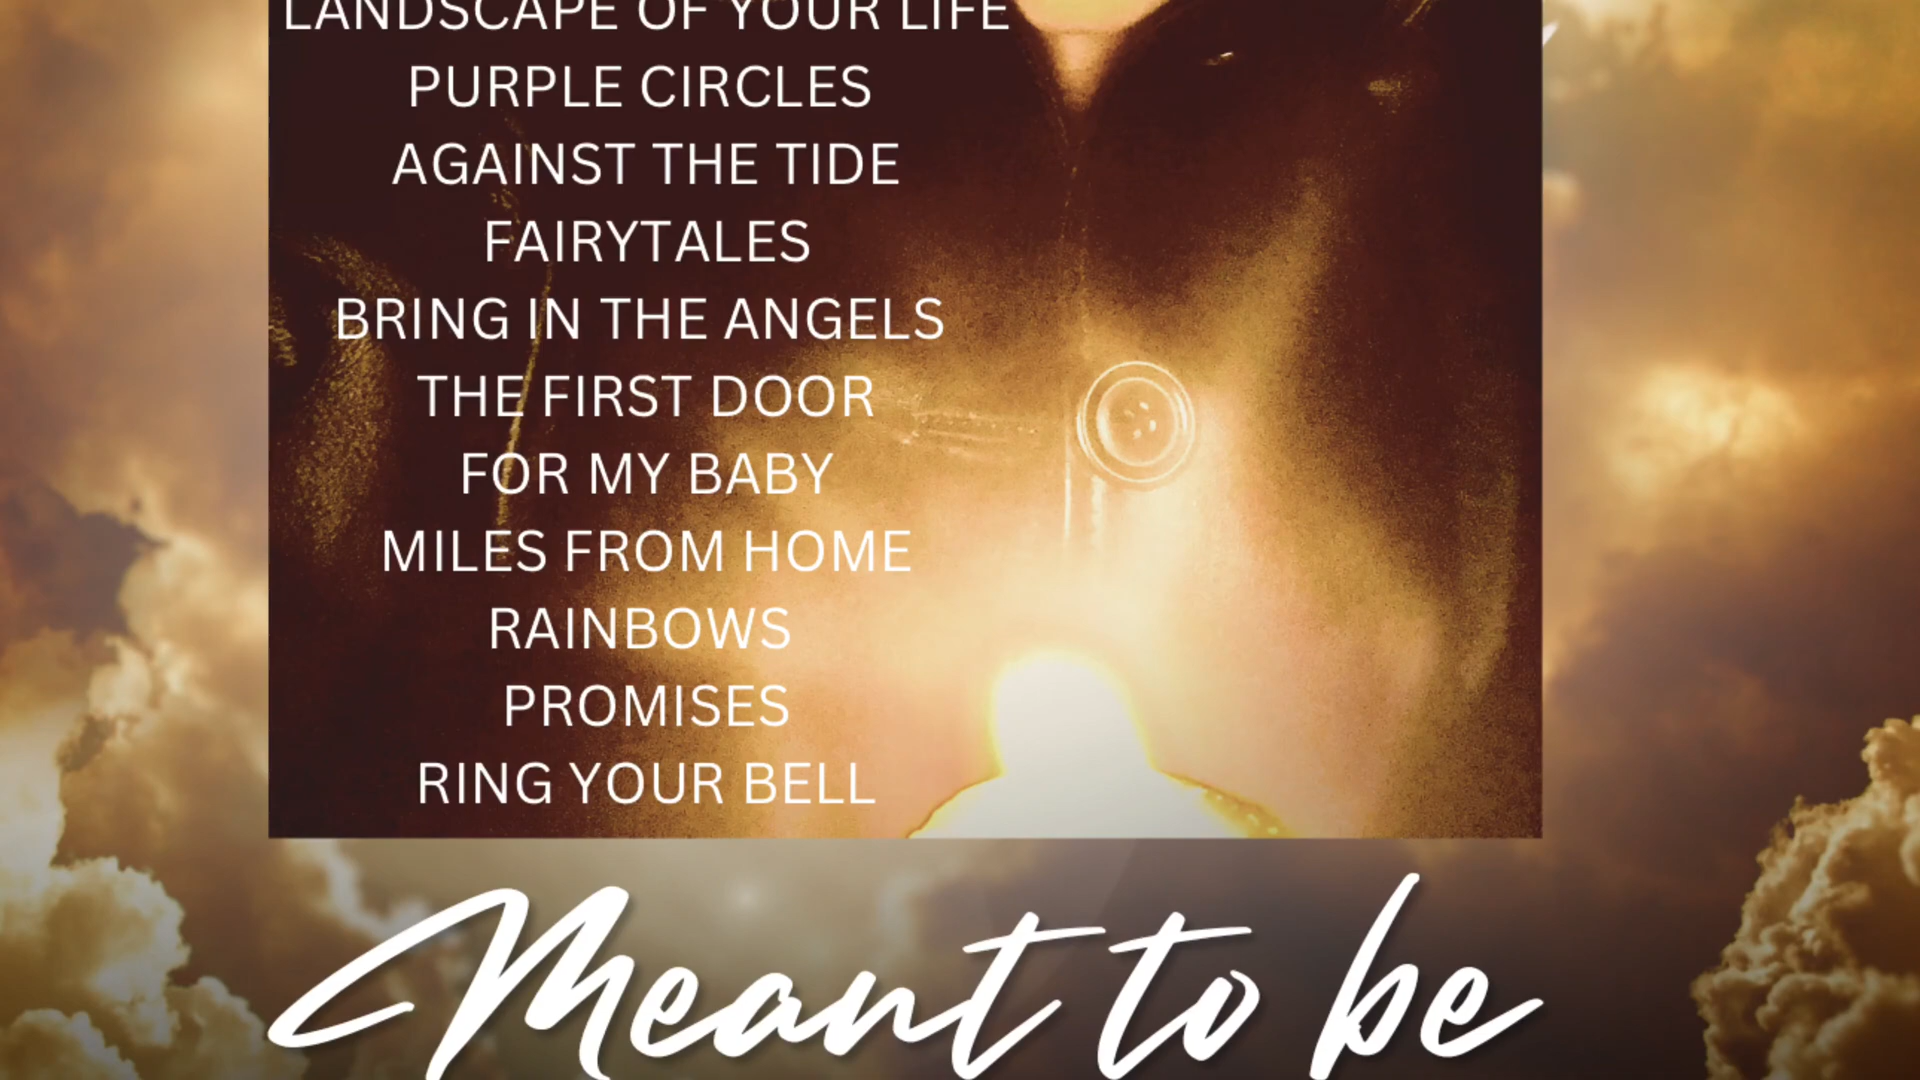 LANDSCAPE OF YOUR LIFE
PURPLE CIRCLES
AGAINST THE TIDE
FAIRYTALES
BRING IN THE ANGELS
THE FIRST DOOR
FOR MY BABY
MILES FROM HOME
RAINBOWS
PROMISES
RING YOUR BELL
Meant to be